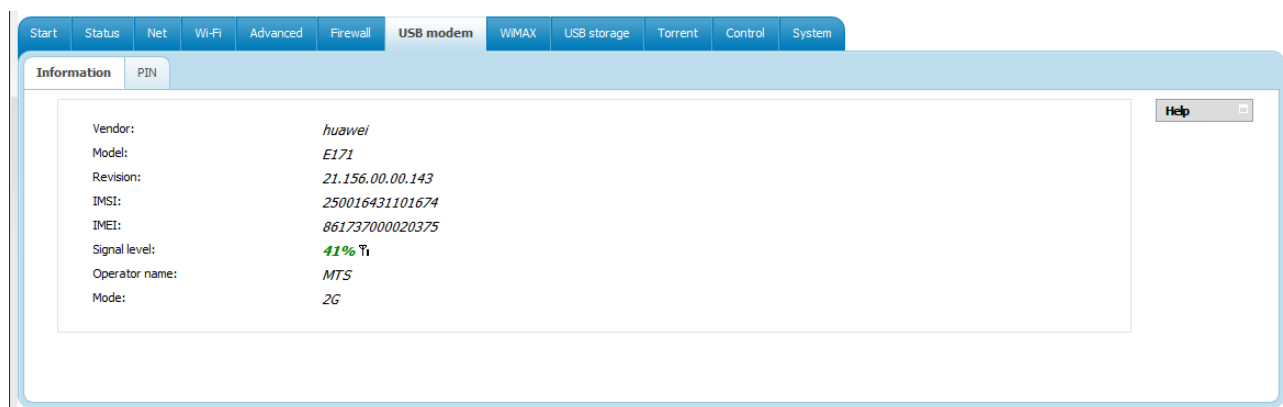 Start Status Net Wi-Fi Advanced Firewall USB modem WiMAX USB storage Torrent Control System
Information PIN
Help
Vendor: huawei
Model: E171
Revision: 21.156.00.00.143
IMSI: 250016431101674
IMEI: 861737000020375
Signal level: 41%
Operator name: MTS
Mode: 2G